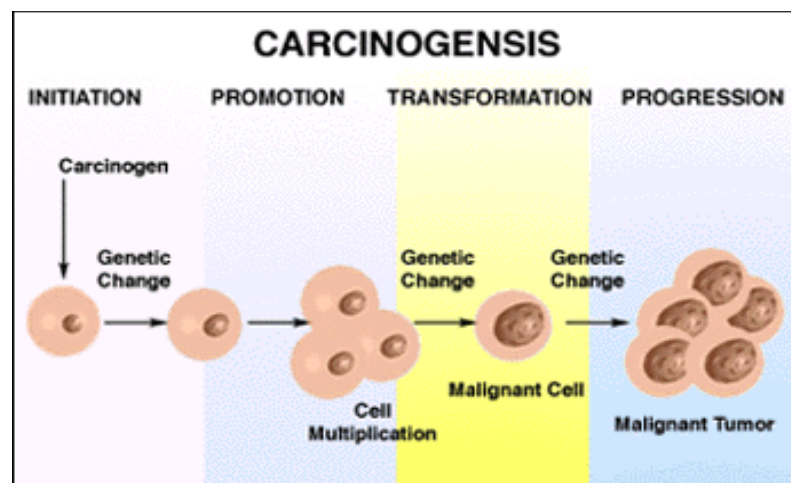 CARCINOGENSIS
INITIATION PROMOTION TRANSFORMATION PROGRESSION
Carcinogen
Genetic
Change
Genetic
Change
Genetic
Change
Cell
Multiplication
Malignant Cell
Malignant Tumor